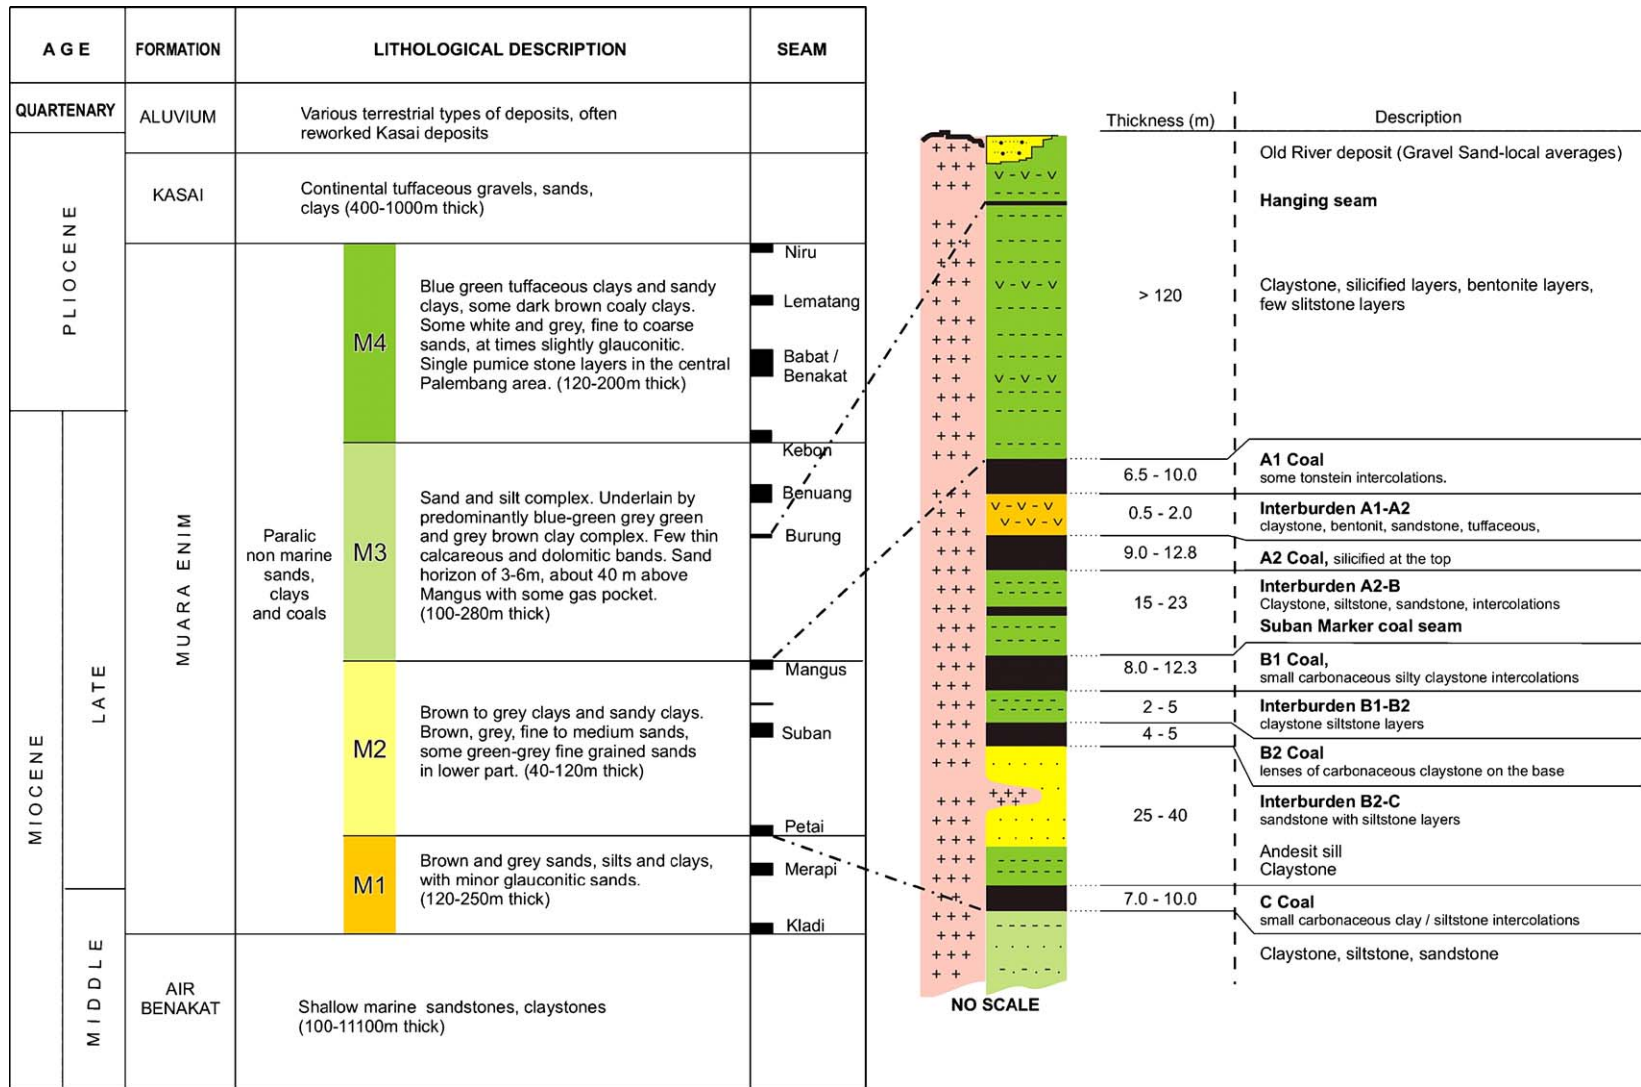 AGE
FORMATION
LITHOLOGICAL DESCRIPTION
SEAM
QUARTENARY
ALUVIUM
Various terrestrial types of deposits, often
reworked Kasai deposits
PLIOCENE
KASAI
Continental tuffaceous gravels, sands,
clays (400-1000m thick)
MIOCENE
LATE
MIDDLE
MUARA ENIM
Paralic
non marine
sands,
clays
and coals
M4
Blue green tuffaceous clays and sandy
clays, some dark brown coaly clays.
Some white and grey, fine to coarse
sands, at times slightly glauconitic.
Single pumice stone layers in the central
Palembang area. (120-200m thick)
Niru
Lematang
Babat /
Benakat
Kebon
M3
Sand and silt complex. Underlain by
predominantly blue-green grey green
and grey brown clay complex. Few thin
calcareous and dolomitic bands. Sand
horizon of 3-6m, about 40 m above
Mangus with some gas pocket.
(100-280m thick)
Benuang
Burung
Mangus
M2
Brown to grey clays and sandy clays.
Brown, grey, fine to medium sands,
some green-grey fine grained sands
in lower part. (40-120m thick)
Suban
Petai
M1
Brown and grey sands, silts and clays,
with minor glauconitic sands.
(120-250m thick)
Merapi
Kladi
AIR
BENAKAT
Shallow marine sandstones, claystones
(100-11100m thick)
Thickness (m)
Description
Old River deposit (Gravel Sand-local averages)
Hanging seam
> 120
Claystone, silicified layers, bentonite layers,
few slitstone layers
6.5 - 10.0
A1 Coal
some tonstein intercolations.
0.5 - 2.0
Interburden A1-A2
claystone, bentonit, sandstone, tuffaceous,
9.0 - 12.8
A2 Coal, silicified at the top
15 - 23
Interburden A2-B
Claystone, siltstone, sandstone, intercolations
Suban Marker coal seam
8.0 - 12.3
B1 Coal,
small carbonaceous silty claystone intercolations
2 - 5
Interburden B1-B2
claystone siltstone layers
4 - 5
B2 Coal
lenses of carbonaceous claystone on the base
25 - 40
Interburden B2-C
sandstone with siltstone layers
Andesit sill
Claystone
7.0 - 10.0
C Coal
small carbonaceous clay / siltstone intercolations
Claystone, siltstone, sandstone
NO SCALE